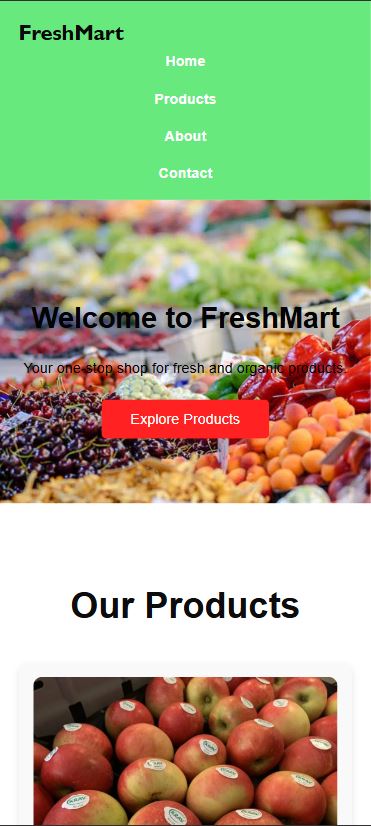 FreshMart
Home
Products
About
Contact
Welcome to FreshMart
Your one-stop shop for fresh and organic products.
Explore Products
Our Products